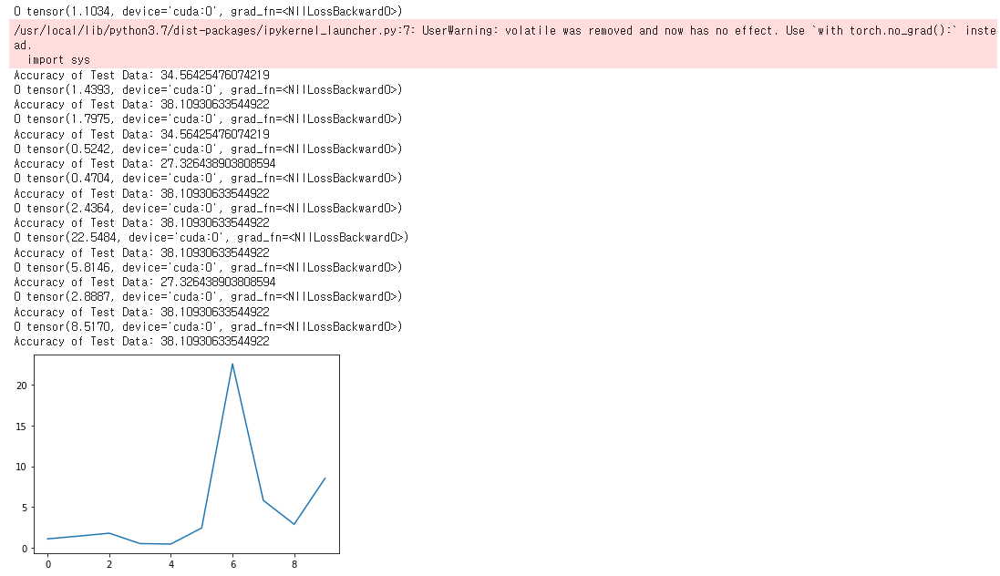 0 tensor(1.1034, device='cuda:0', grad_fn=<NllLossBackward0>)
/usr/local/lib/python3.7/dist-packages/ipykernel_launcher.py:7: UserWarning: volatile was removed and now has no effect. Use `with torch.no_grad():` inste
ad.
  import sys
Accuracy of Test Data: 34.56425476074219
0 tensor(1.4393, device='cuda:0', grad_fn=<NllLossBackward0>)
Accuracy of Test Data: 38.10930633544922
0 tensor(1.7975, device='cuda:0', grad_fn=<NllLossBackward0>)
Accuracy of Test Data: 34.56425476074219
0 tensor(0.5242, device='cuda:0', grad_fn=<NllLossBackward0>)
Accuracy of Test Data: 27.326438903808594
0 tensor(0.4704, device='cuda:0', grad_fn=<NllLossBackward0>)
Accuracy of Test Data: 38.10930633544922
0 tensor(2.4364, device='cuda:0', grad_fn=<NllLossBackward0>)
Accuracy of Test Data: 38.10930633544922
0 tensor(22.5484, device='cuda:0', grad_fn=<NllLossBackward0>)
Accuracy of Test Data: 38.10930633544922
0 tensor(5.8146, device='cuda:0', grad_fn=<NllLossBackward0>)
Accuracy of Test Data: 27.326438903808594
0 tensor(2.8887, device='cuda:0', grad_fn=<NllLossBackward0>)
Accuracy of Test Data: 38.10930633544922
0 tensor(8.5170, device='cuda:0', grad_fn=<NllLossBackward0>)
Accuracy of Test Data: 38.10930633544922
20
15
10
5
0
0 2 4 6 8